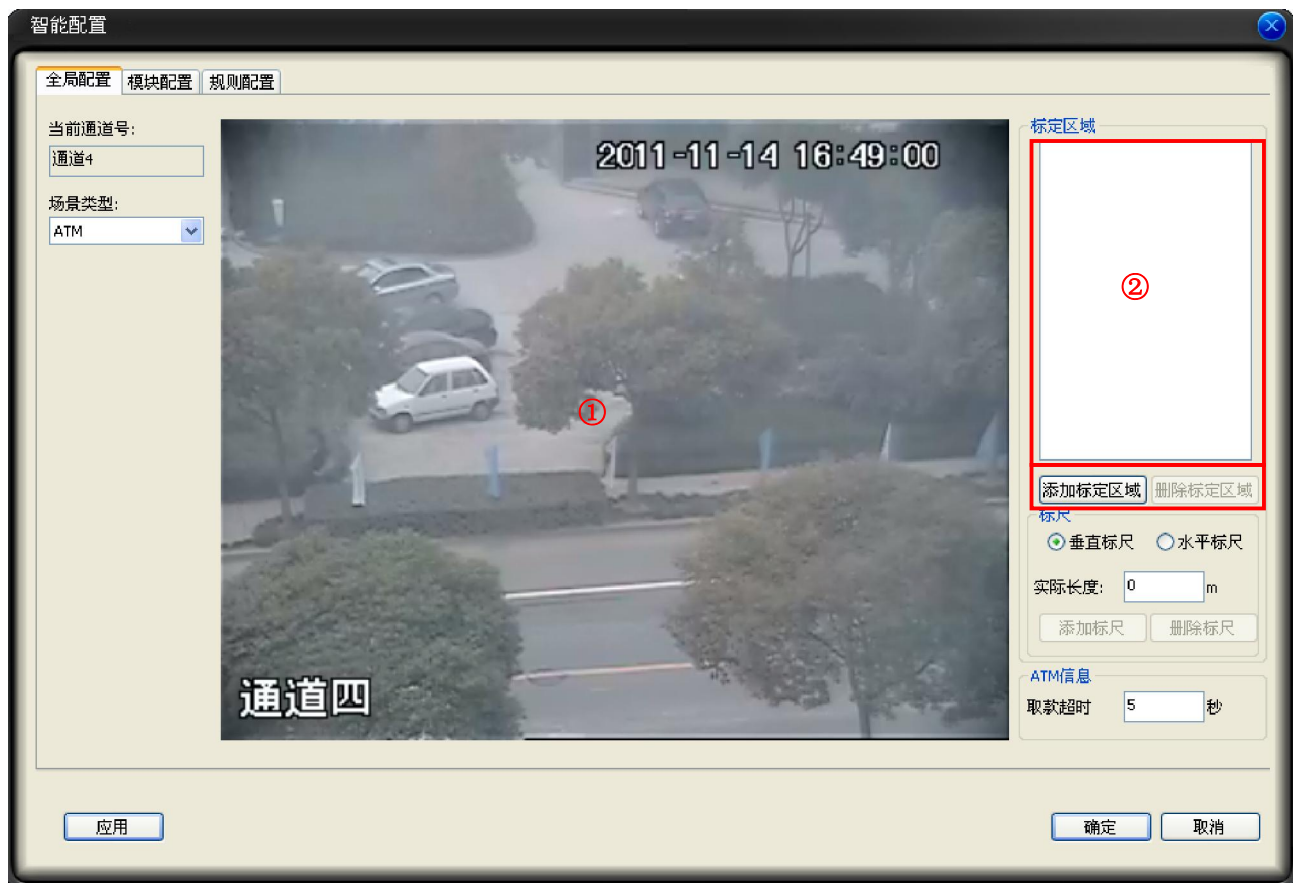 智能配置
全局配置 模块配置 规则配置
当前通道号:
通道4
场景类型:
ATM
2011-11-14 16:49:00
①
通道四
标定区域
②
添加标定区域 删除标定区域
标尺
垂直标尺 水平标尺
实际长度: 0 m
添加标尺 删除标尺
ATM信息
取款超时 5 秒
应用 确定 取消